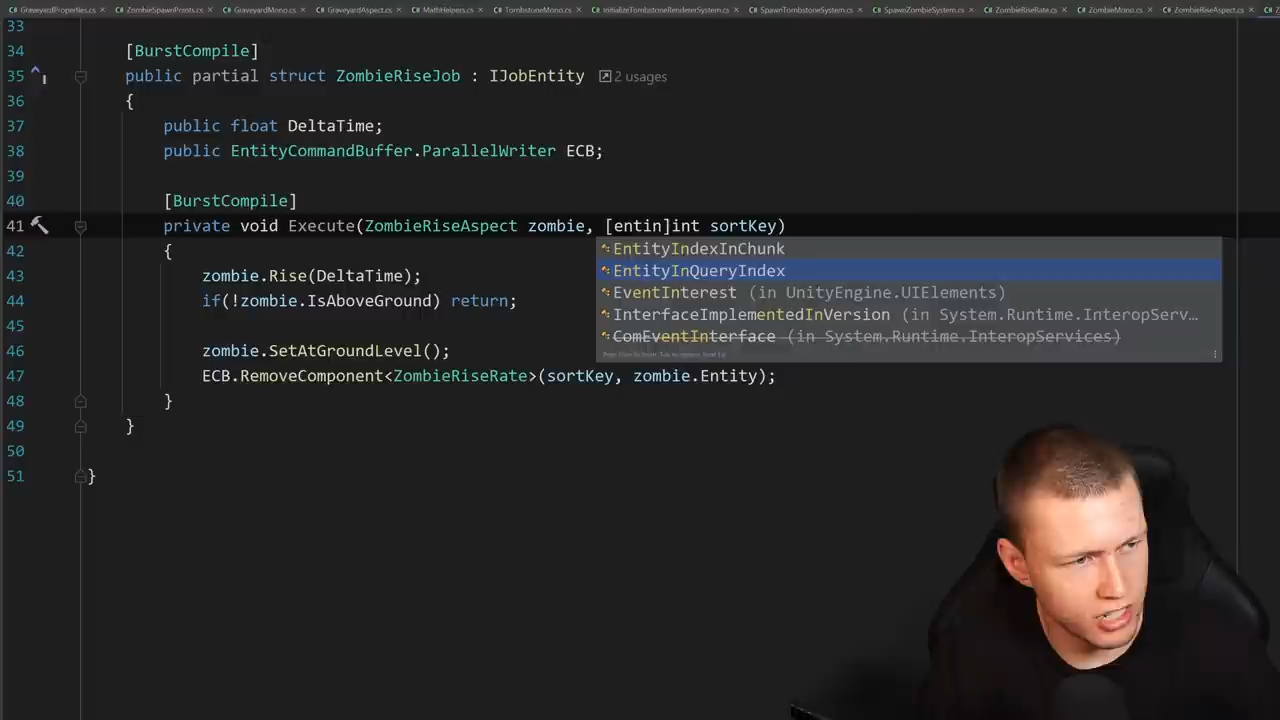 GraveyardProperties.cs ZombieSpawnPoints.cs GraveyardMono.cs GraveyardAspect.cs MathHelpers.cs TombstoneMono.cs InitializeTombstoneRendererSystem.cs SpawnTombstoneSystem.cs SpawnZombieSystem.cs ZombieRiseRate.cs ZombieMono.cs ZombieRiseAspect.cs
33
34 [BurstCompile]
35 public partial struct ZombieRiseJob : IJobEntity 2 usages
36 {
37 public float DeltaTime;
38 public EntityCommandBuffer.ParallelWriter ECB;
39
40 [BurstCompile]
41 private void Execute(ZombieRiseAspect zombie, [entin]int sortKey)
42 {
EntityIndexInChunk
43 zombie.Rise(DeltaTime);
EntityInQueryIndex
44 if(!zombie.IsAboveGround) return;
EventInterest (in UnityEngine.UIElements)
45
InterfaceImplementedInVersion (in System.Runtime.InteropServ...
ComEventInterface (in System.Runtime.InteropServices)
46 zombie.SetAtGroundLevel();
47 ECB.RemoveComponent<ZombieRiseRate>(sortKey, zombie.Entity);
48 }
49 }
50
51 }